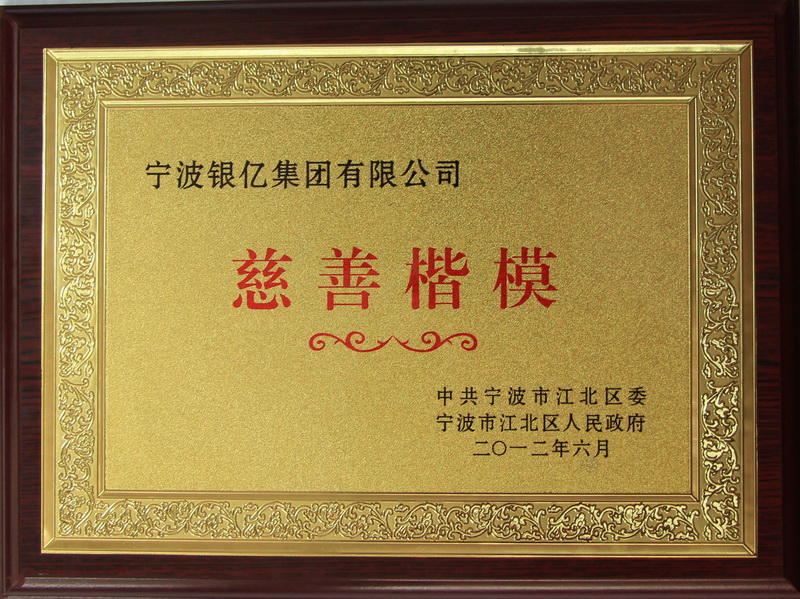 宁波银亿集团有限公司
慈善楷模
中共宁波市江北区委
宁波市江北区人民政府
二〇一二年六月